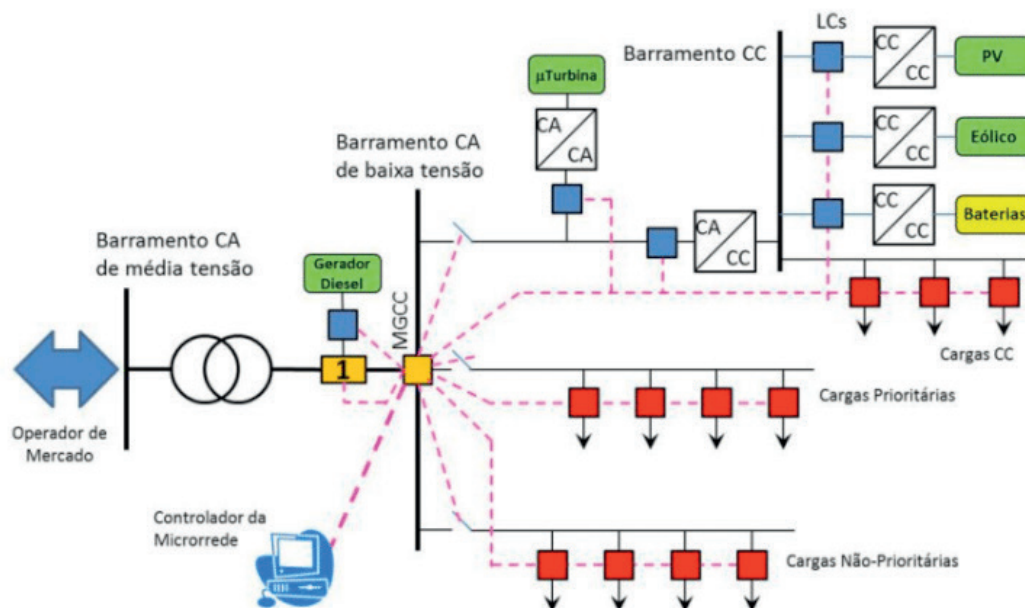 LCs
Barramento CC
CC
CC
PV
µTurbina
CA
CA
Barramento CA
de baixa tensão
CC
CC
Eólico
CC
CC
Baterias
CA
CC
Barramento CA
de média tensão
Gerador
Diesel
MGCC
1
Cargas CC
Cargas Prioritárias
Operador de
Mercado
Controlador da
Microrrede
Cargas Não-Prioritárias